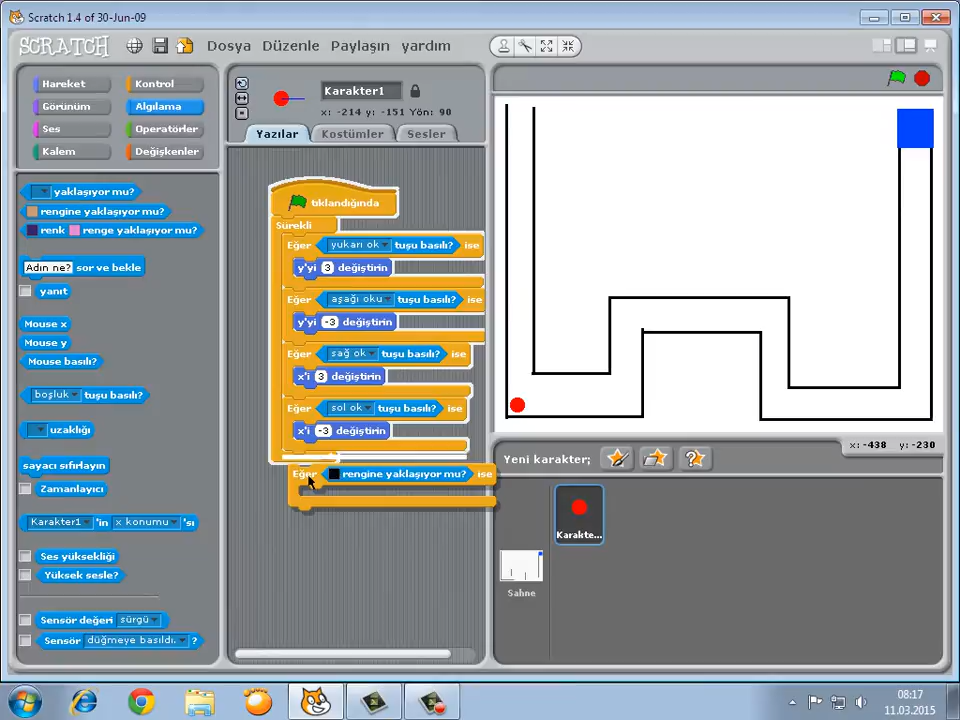 Scratch 1.4 of 30-Jun-09
SCRATCH
Dosya Düzenle Paylaşın yardım
Hareket
Kontrol
Görünüm
Algılama
Ses
Operatörler
Kalem
Değişkenler
Karakter1
x: -214 y: -151 Yön: 90
Yazılar
Kostümler
Sesler
yaklaşıyor mu?
rengine yaklaşıyor mu?
renk renge yaklaşıyor mu?
Adın ne? sor ve bekle
yanıt
Mouse x
Mouse y
Mouse basılı?
boşluk tuşu basılı?
uzaklığı
sayacı sıfırlayın
Zamanlayıcı
Karakter1 'in x konumu 'sı
Ses yüksekliği
Yüksek sesle?
Sensör değeri sürgü
Sensör düğmeye basıldı. ?
tıklandığında
Sürekli
Eğer yukarı ok tuşu basılı? ise
y'yi 3 değiştirin
Eğer aşağı oku tuşu basılı? ise
y'yi -3 değiştirin
Eğer sağ ok tuşu basılı? ise
x'i 3 değiştirin
Eğer sol ok tuşu basılı? ise
x'i -3 değiştirin
Eğer rengine yaklaşıyor mu? ise
x: -438 y: -230
Yeni karakter;
Karakte...
Sahne
08:17
11.03.2015